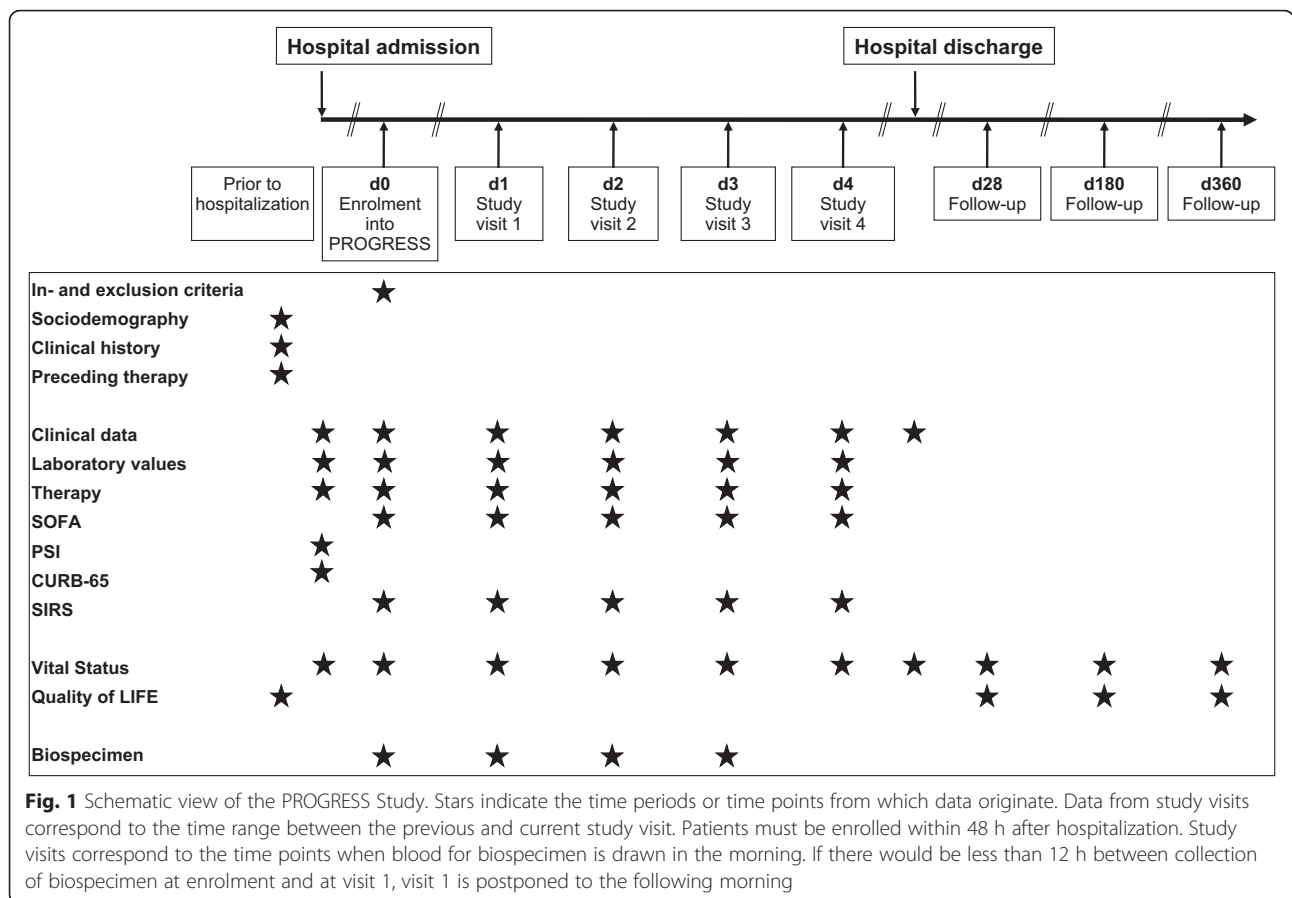 Hospital admission
Hospital discharge
Prior to
hospitalization
d0
Enrolment
into
PROGRESS
d1
Study
visit 1
d2
Study
visit 2
d3
Study
visit 3
d4
Study
visit 4
d28
Follow-up
d180
Follow-up
d360
Follow-up
In- and exclusion criteria
Sociodemography
Clinical history
Preceding therapy
Clinical data
Laboratory values
Therapy
SOFA
PSI
CURB-65
SIRS
Vital Status
Quality of LIFE
Biospecimen
Fig. 1 Schematic view of the PROGRESS Study. Stars indicate the time periods or time points from which data originate. Data from study visits
correspond to the time range between the previous and current study visit. Patients must be enrolled within 48 h after hospitalization. Study
visits correspond to the time points when blood for biospecimen is drawn in the morning. If there would be less than 12 h between collection
of biospecimen at enrolment and at visit 1, visit 1 is postponed to the following morning